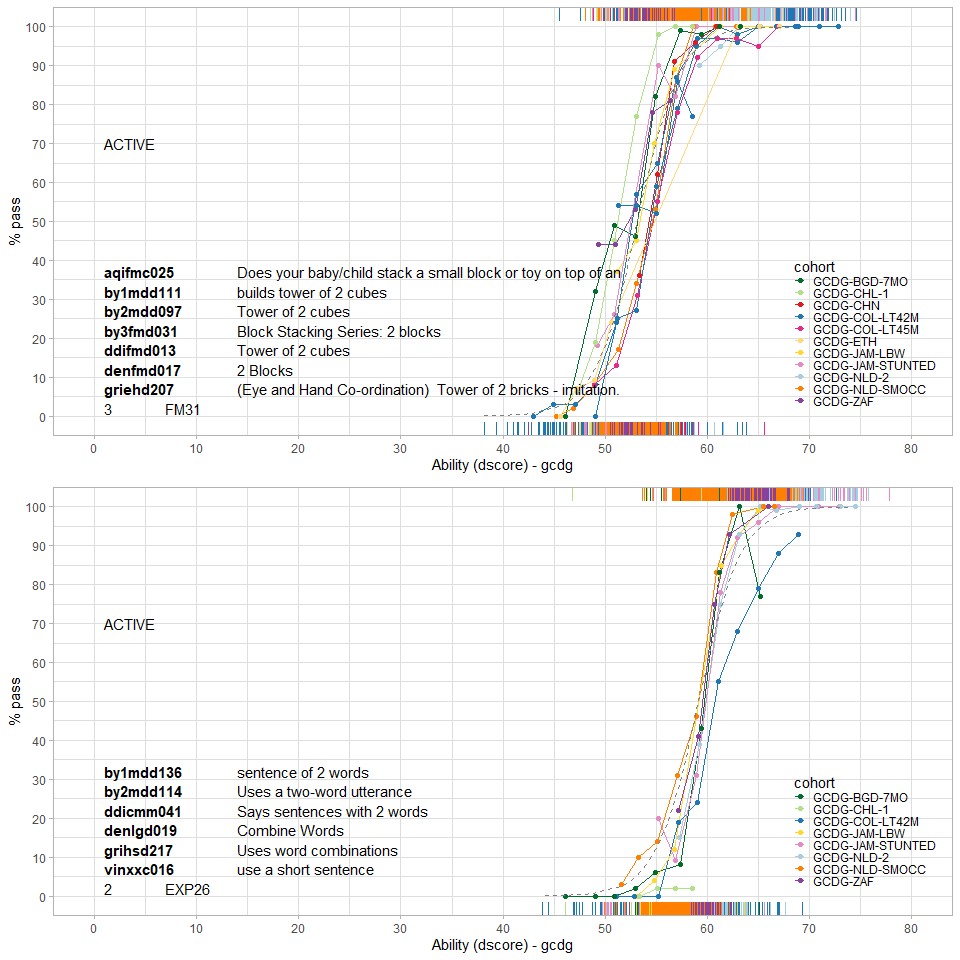 100
90
80
70
60
50
40
30
20
10
0
% pass
ACTIVE
aqifmc025 Does your baby/child stack a small block or toy on top of an
by1mdd111 builds tower of 2 cubes
by2mdd097 Tower of 2 cubes
by3fmd031 Block Stacking Series: 2 blocks
ddifmd013 Tower of 2 cubes
denfmd017 2 Blocks
griehd207 (Eye and Hand Co-ordination) Tower of 2 bricks - imitation.
3 FM31
cohort
GCDG-BGD-7MO
GCDG-CHL-1
GCDG-CHN
GCDG-COL-LT42M
GCDG-COL-LT45M
GCDG-ETH
GCDG-JAM-LBW
GCDG-JAM-STUNTED
GCDG-NLD-2
GCDG-NLD-SMOCC
GCDG-ZAF
0 10 20 30 40 50 60 70 80
Ability (dscore) - gcdg
100
90
80
70
60
50
40
30
20
10
0
% pass
ACTIVE
by1mdd136 sentence of 2 words
by2mdd114 Uses a two-word utterance
ddicmm041 Says sentences with 2 words
denlgd019 Combine Words
grihsd217 Uses word combinations
vinxxc016 use a short sentence
2 EXP26
cohort
GCDG-BGD-7MO
GCDG-CHL-1
GCDG-COL-LT42M
GCDG-JAM-LBW
GCDG-JAM-STUNTED
GCDG-NLD-2
GCDG-NLD-SMOCC
GCDG-ZAF
0 10 20 30 40 50 60 70 80
Ability (dscore) - gcdg